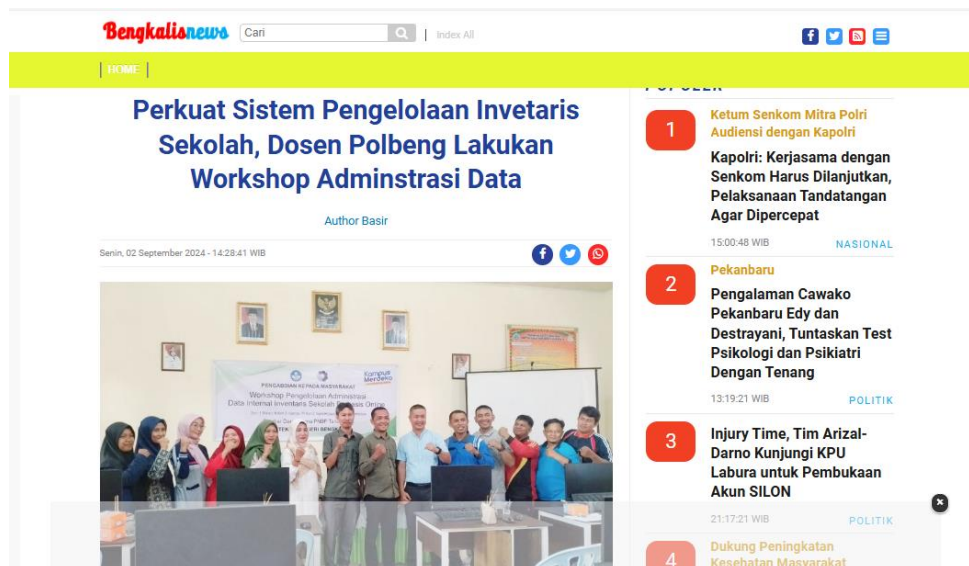 Bengkalisnews
Cari
Index All
HOME
Perkuat Sistem Pengelolaan Invetaris
Sekolah, Dosen Polbeng Lakukan
Workshop Adminstrasi Data
Author Basir
Senin, 02 September 2024 - 14:28:41 WIB
PENGABDIAN KEPADA MASYARAKAT
Workshop Pengelolaan Administrasi
Data Internal Inventaris Sekolah Berbasis Online
Kampus
Merdeka
POPULER
1
Ketum Senkom Mitra Polri
Audiensi dengan Kapolri
Kapolri: Kerjasama dengan
Senkom Harus Dilanjutkan,
Pelaksanaan Tandatangan
Agar Dipercepat
15:00:48 WIB
NASIONAL
2
Pekanbaru
Pengalaman Cawako
Pekanbaru Edy dan
Destrayani, Tuntaskan Test
Psikologi dan Psikiatri
Dengan Tenang
13:19:21 WIB
POLITIK
3
Injury Time, Tim Arizal-
Darno Kunjungi KPU
Labura untuk Pembukaan
Akun SILON
21:17:21 WIB
POLITIK
4
Dukung Peningkatan
Kesehatan Masyarakat